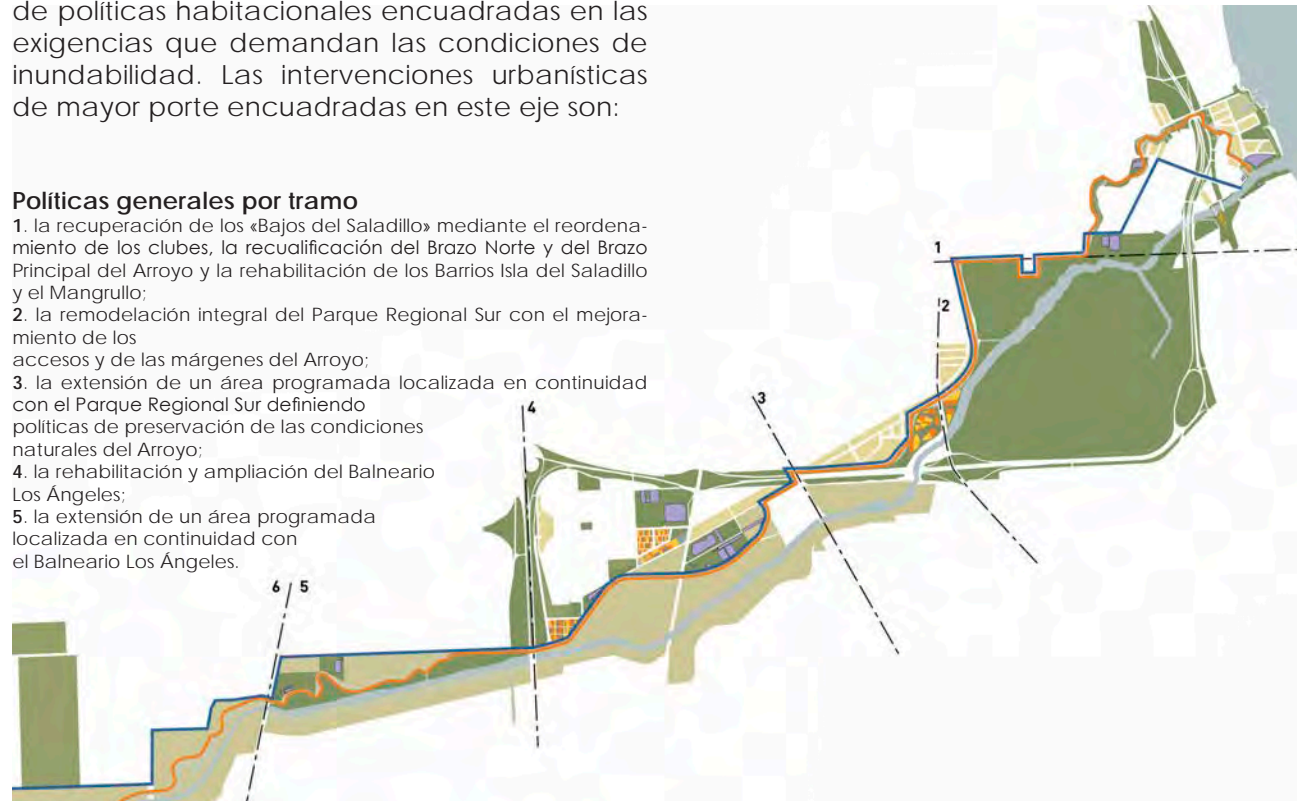 de políticas habitacionales encuadradas en las
exigencias que demandan las condiciones de
inundabilidad. Las intervenciones urbanísticas
de mayor porte encuadradas en este eje son:
Políticas generales por tramo
1. la recuperación de los «Bajos del Saladillo» mediante el reordena-
miento de los clubes, la recualificación del Brazo Norte y del Brazo
Principal del Arroyo y la rehabilitación de los Barrios Isla del Saladillo
y el Mangrullo;
2. la remodelación integral del Parque Regional Sur con el mejora-
miento de los
accesos y de las márgenes del Arroyo;
3. la extensión de un área programada localizada en continuidad
con el Parque Regional Sur definiendo
políticas de preservación de las condiciones
naturales del Arroyo;
4. la rehabilitación y ampliación del Balneario
Los Ángeles;
5. la extensión de un área programada
localizada en continuidad con
el Balneario Los Ángeles.
1
2
3
4
6 5